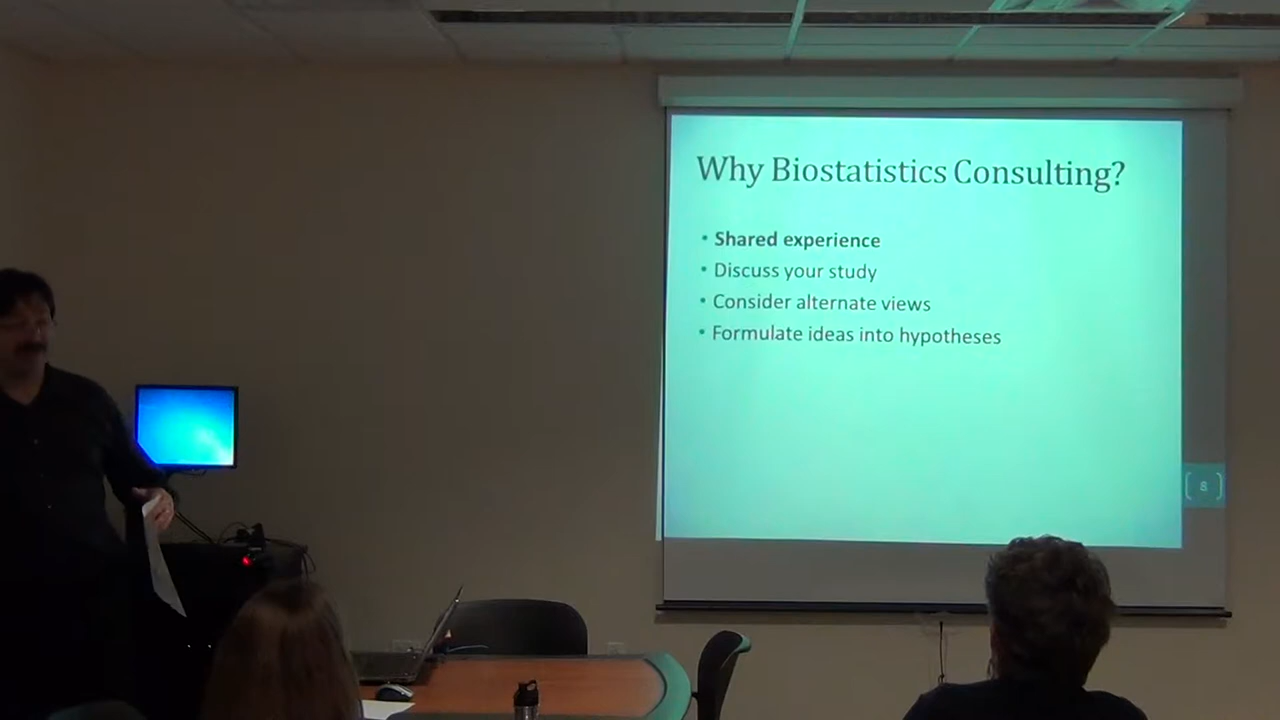 Why Biostatistics Consulting?
• Shared experience
• Discuss your study
• Consider alternate views
• Formulate ideas into hypotheses
8